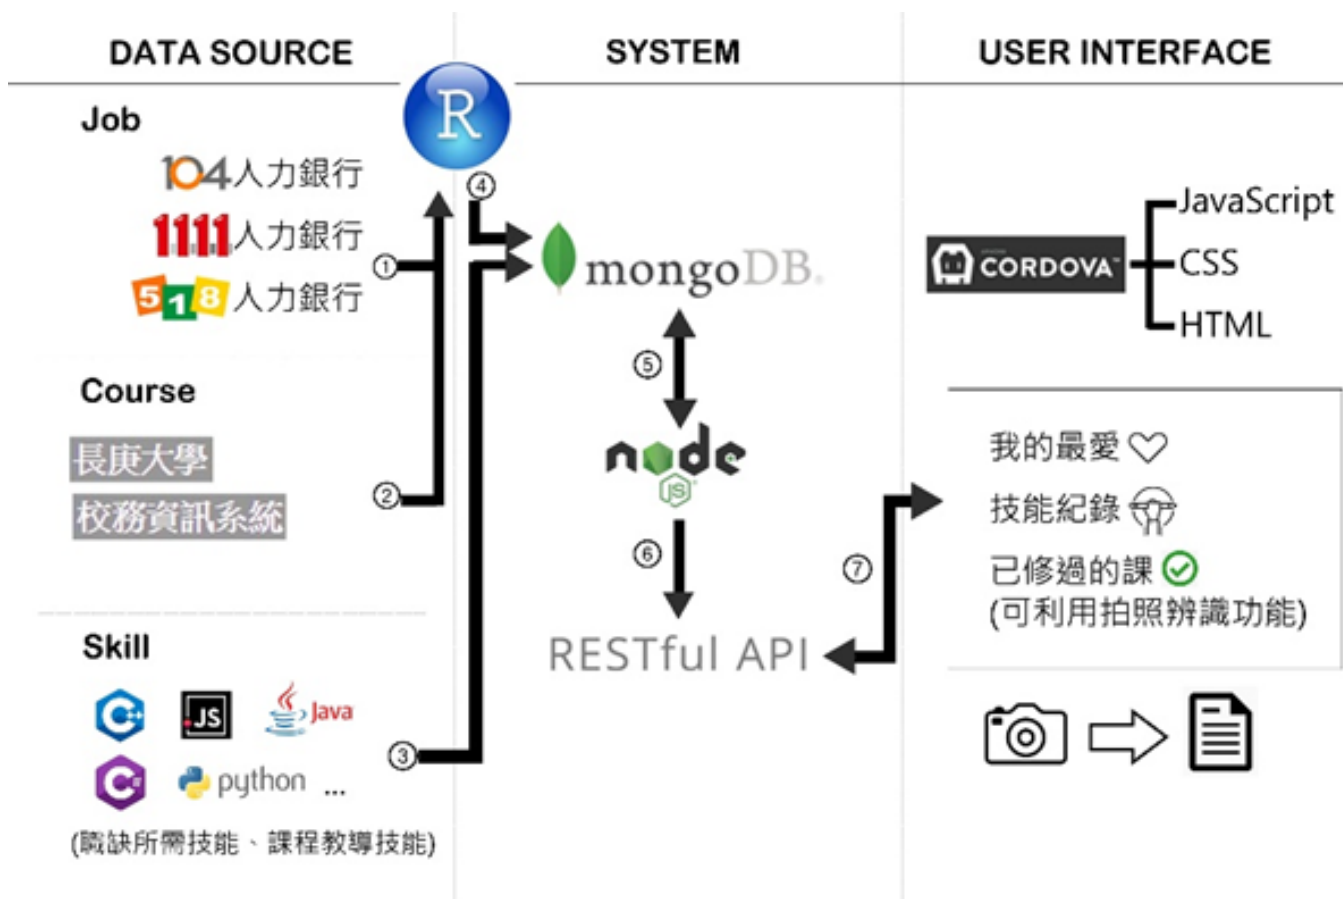 DATA SOURCE
SYSTEM
USER INTERFACE
R
Job
104人力銀行
1111人力銀行
518人力銀行
①
②
③
④
⑤
⑥
⑦
Course
長庚大學
校務資訊系統
Skill
C++
JS
Java
C#
python ...
(職缺所需技能、課程教導技能)
mongoDB.
node
JS
RESTful API
CORDOVA
JavaScript
CSS
HTML
我的最愛
技能紀錄
已修過的課
(可利用拍照辨識功能)